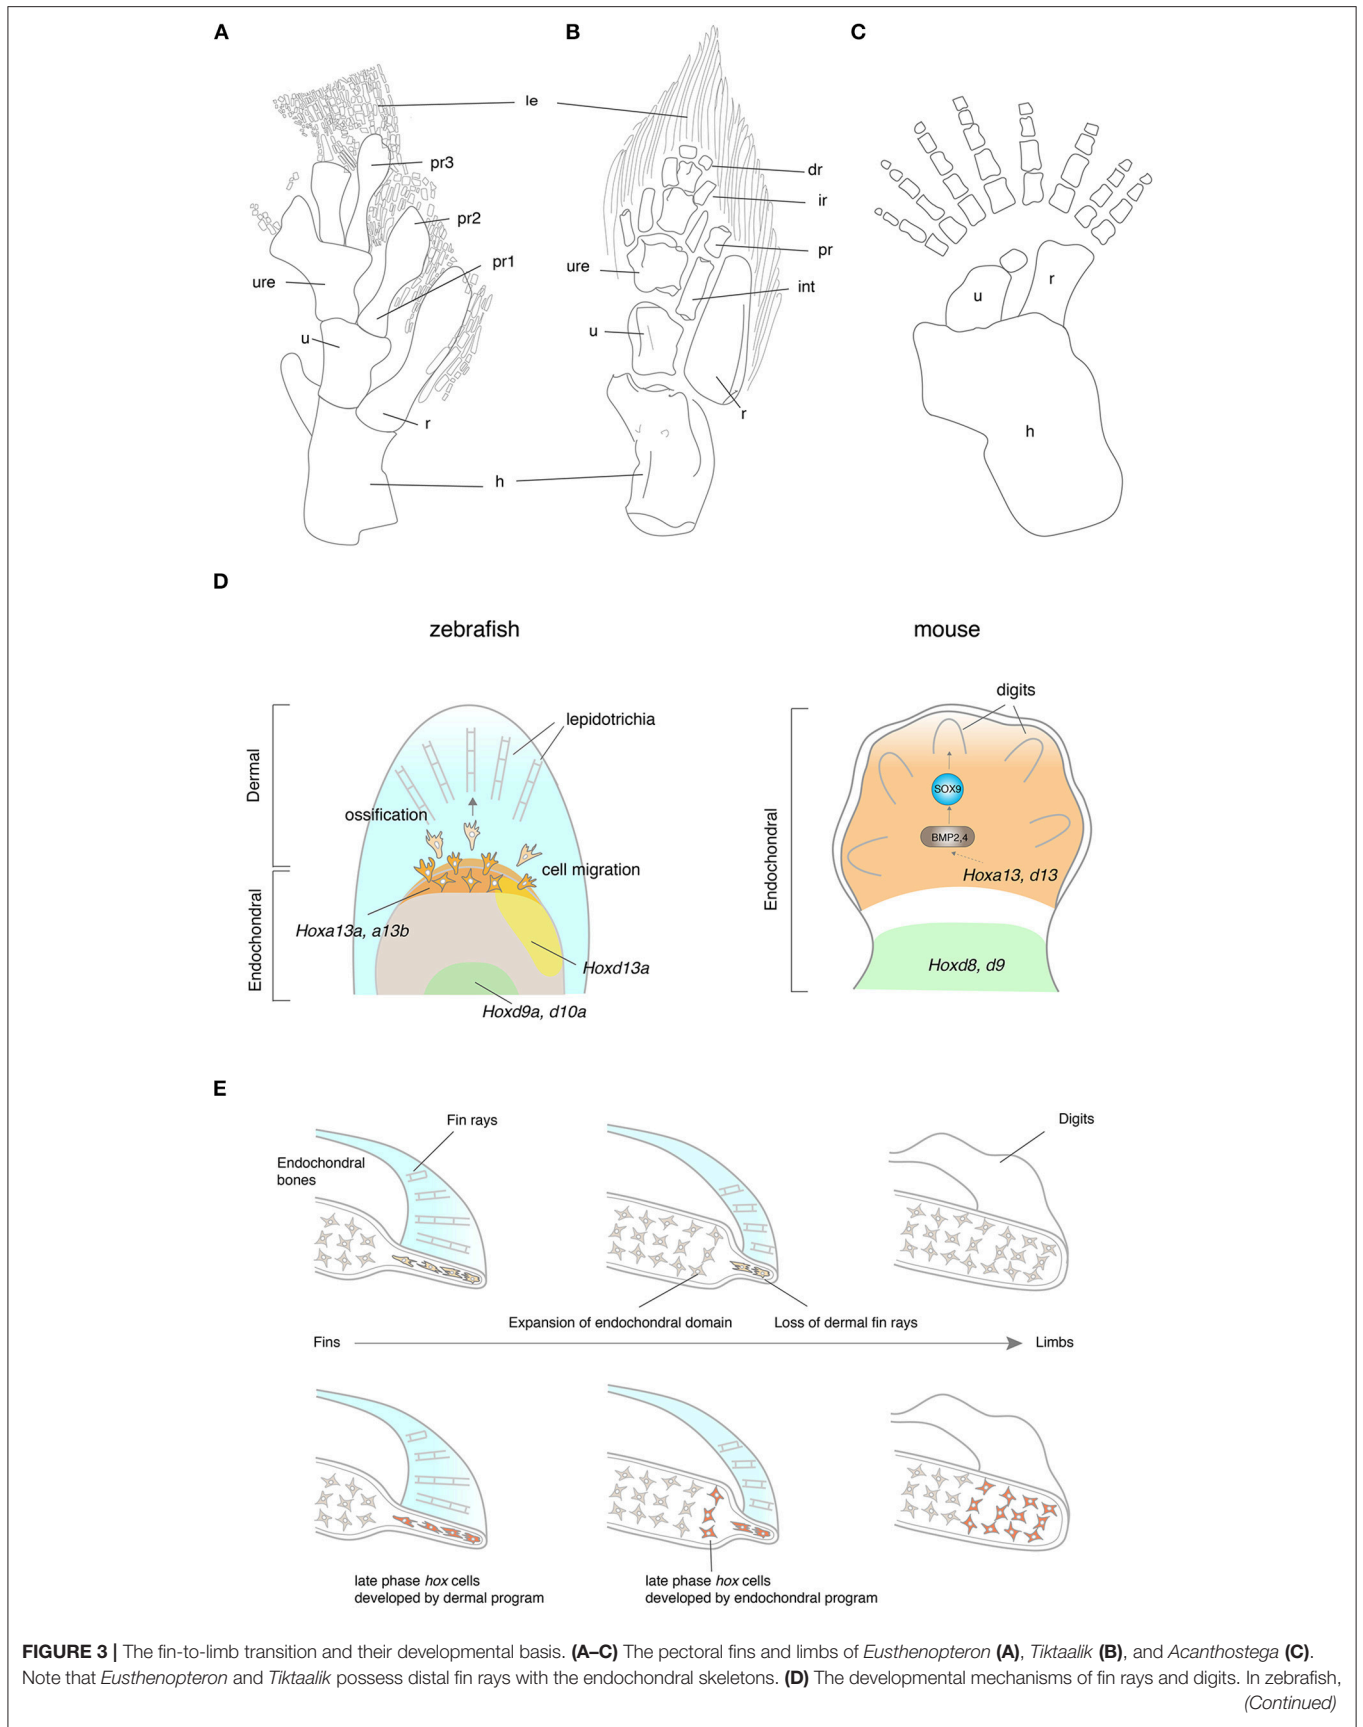 A
B
C
le
pr3
dr
ir
pr2
pr
pr1
ure
ure
int
u
r
u
u
r
r
h
h
D
zebrafish
mouse
digits
lepidotrichia
Dermal
SOX9
ossification
BMP2,4
cell migration
Hoxa13, d13
Endochondral
Endochondral
Hoxa13a, a13b
Hoxd13a
Hoxd8, d9
Hoxd9a, d10a
E
Fin rays
Digits
Endochondral
bones
Expansion of endochondral domain
Loss of dermal fin rays
Fins
Limbs
late phase hox cells
developed by dermal program
late phase hox cells
developed by endochondral program
FIGURE 3 | The fin-to-limb transition and their developmental basis. (A–C) The pectoral fins and limbs of Eusthenopteron (A), Tiktaalik (B), and Acanthostega (C).
Note that Eusthenopteron and Tiktaalik possess distal fin rays with the endochondral skeletons. (D) The developmental mechanisms of fin rays and digits. In zebrafish,
(Continued)